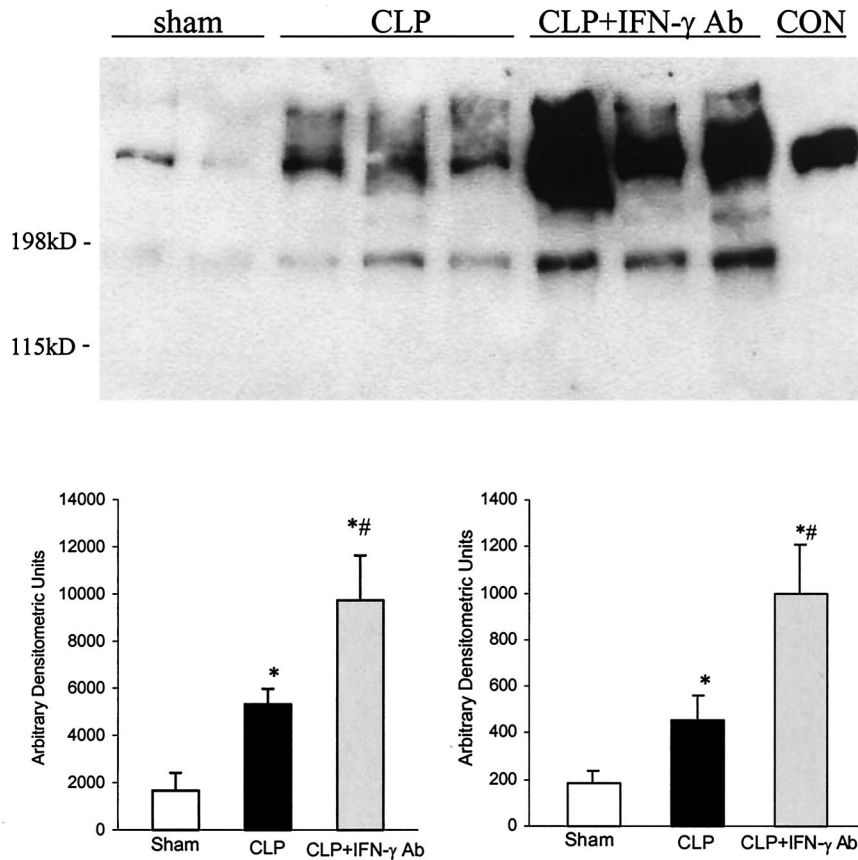 sham CLP CLP+IFN-γ Ab CON
198kD -
115kD -
14000
12000
10000
8000
6000
4000
2000
0
Arbitrary Densitometric Units
*
*#
Sham CLP CLP+IFN-γ Ab
1400
1200
1000
800
600
400
200
0
Arbitrary Densitometric Units
*
*#
Sham CLP CLP+IFN-γ Ab